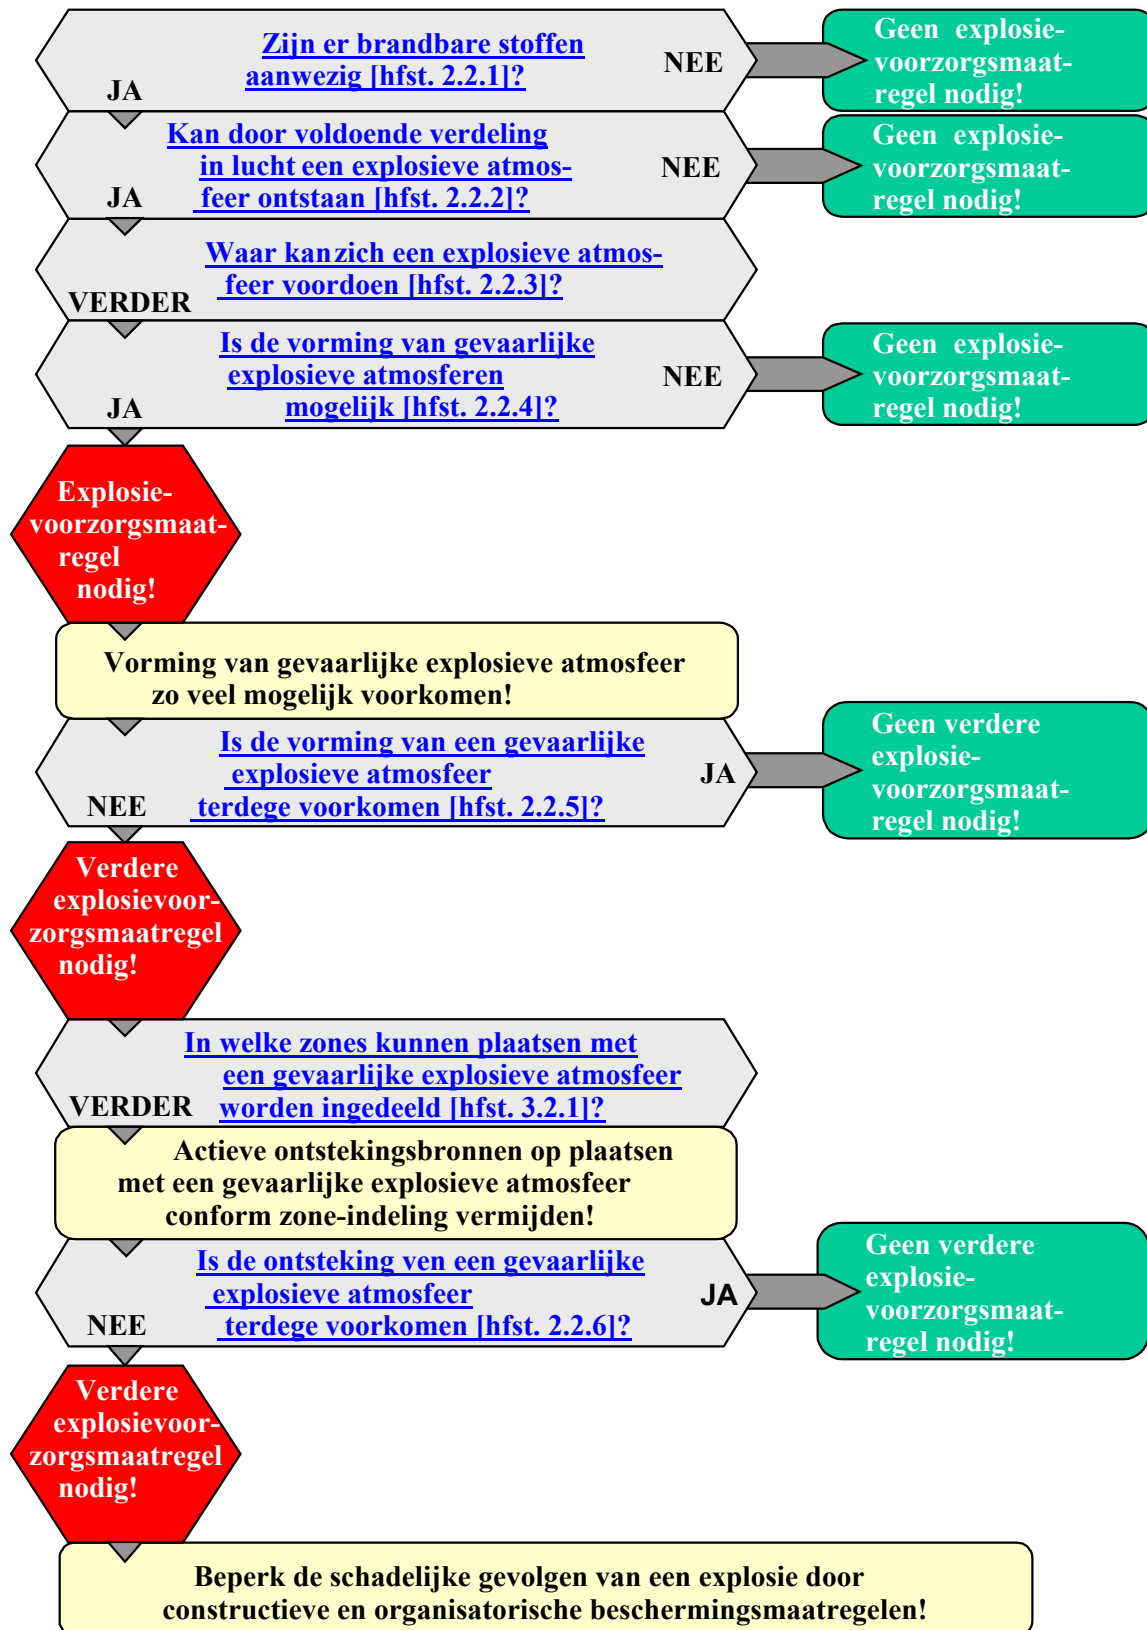 Zijn er brandbare stoffen
aanwezig [hfst. 2.2.1]?
JA
NEE
Geen explosie-
voorzorgsmaat-
regel nodig!
Kan door voldoende verdeling
in lucht een explosieve atmos-
feer ontstaan [hfst. 2.2.2]?
JA
NEE
Geen explosie-
voorzorgsmaat-
regel nodig!
Waar kan zich een explosieve atmos-
feer voordoen [hfst. 2.2.3]?
VERDER
Is de vorming van gevaarlijke
explosieve atmosferen
mogelijk [hfst. 2.2.4]?
JA
NEE
Geen explosie-
voorzorgsmaat-
regel nodig!
Explosie-
voorzorgsmaat-
regel
nodig!
Vorming van gevaarlijke explosieve atmosfeer
zo veel mogelijk voorkomen!
Is de vorming van een gevaarlijke
explosieve atmosfeer
terdege voorkomen [hfst. 2.2.5]?
NEE
JA
Geen verdere
explosie-
voorzorgsmaat-
regel nodig!
Verdere
explosievoor-
zorgsmaatregel
nodig!
In welke zones kunnen plaatsen met
een gevaarlijke explosieve atmosfeer
worden ingedeeld [hfst. 3.2.1]?
VERDER
Actieve ontstekingsbronnen op plaatsen
met een gevaarlijke explosieve atmosfeer
conform zone-indeling vermijden!
Is de ontsteking ven een gevaarlijke
explosieve atmosfeer
terdege voorkomen [hfst. 2.2.6]?
NEE
JA
Geen verdere
explosie-
voorzorgsmaat-
regel nodig!
Verdere
explosievoor-
zorgsmaatregel
nodig!
Beperk de schadelijke gevolgen van een explosie door
constructieve en organisatorische beschermingsmaatregelen!